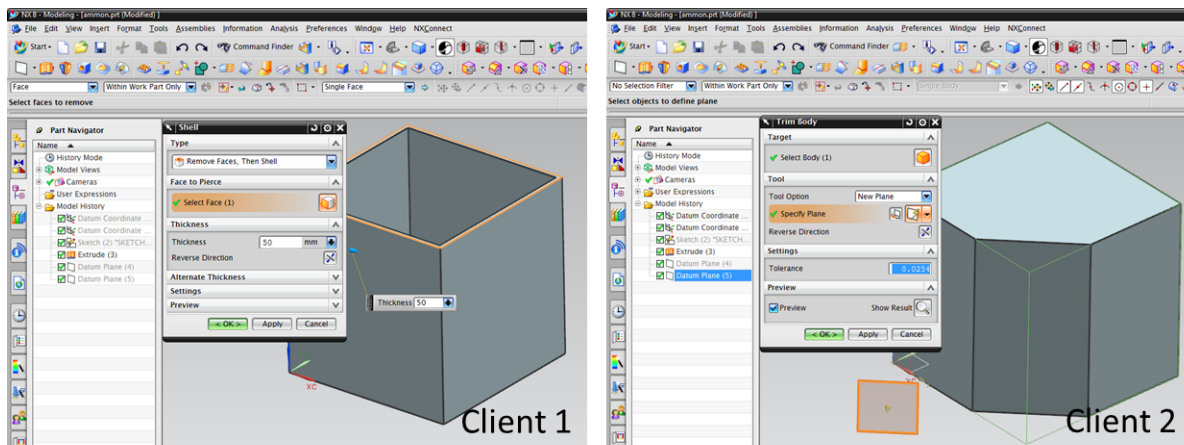 NX 8 - Modeling - [ammon.prt (Modified) ]
File Edit View Insert Format Tools Assemblies Information Analysis Preferences Window Help NXConnect
Start Command Finder
Face Within Work Part Only Single Face
Select faces to remove
Part Navigator
Name
History Mode
Model Views
Cameras
User Expressions
Model History
Datum Coordinate ...
Datum Coordinate ...
Sketch (2) "SKETCH...
Extrude (3)
Datum Plane (4)
Datum Plane (5)
Shell
Type
Remove Faces, Then Shell
Face to Pierce
Select Face (1)
Thickness
Thickness 50 mm
Reverse Direction
Alternate Thickness
Settings
Preview
< OK > Apply Cancel
Thickness 50
XC
Client 1
NX 8 - Modeling - [ammon.prt (Modified) ]
File Edit View Insert Format Tools Assemblies Information Analysis Preferences Window Help NXConnect
Start Command Finder
No Selection Filter Within Work Part Only Single Body
Select objects to define plane
Part Navigator
Name
History Mode
Model Views
Cameras
User Expressions
Model History
Datum Coordinate ...
Datum Coordinate ...
Sketch (2) "SKETCH...
Extrude (3)
Datum Plane (4)
Datum Plane (5)
Trim Body
Target
Select Body (1)
Tool
Tool Option New Plane
Specify Plane
Reverse Direction
Settings
Tolerance 0.0254
Preview
Preview Show Result
< OK > Apply Cancel
XC
Client 2